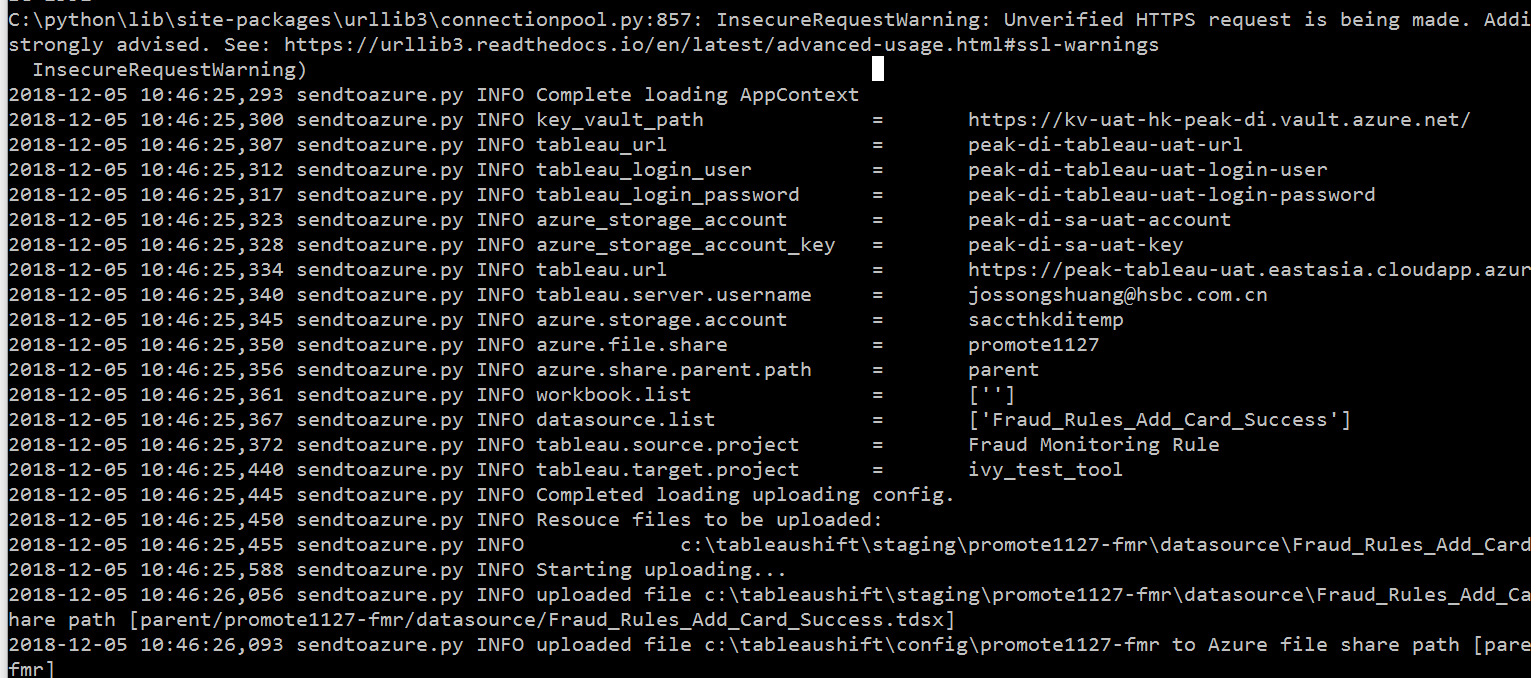 C:\python\lib\site-packages\urllib3\connectionpool.py:857: InsecureRequestWarning: Unverified HTTPS request is being made. Addi
strongly advised. See: https://urllib3.readthedocs.io/en/latest/advanced-usage.html#ssl-warnings
  InsecureRequestWarning)
2018-12-05 10:46:25,293 sendtoazure.py INFO Complete loading AppContext
2018-12-05 10:46:25,300 sendtoazure.py INFO key_vault_path = https://kv-uat-hk-peak-di.vault.azure.net/
2018-12-05 10:46:25,307 sendtoazure.py INFO tableau_url = peak-di-tableau-uat-url
2018-12-05 10:46:25,312 sendtoazure.py INFO tableau_login_user = peak-di-tableau-uat-login-user
2018-12-05 10:46:25,317 sendtoazure.py INFO tableau_login_password = peak-di-tableau-uat-login-password
2018-12-05 10:46:25,323 sendtoazure.py INFO azure_storage_account = peak-di-sa-uat-account
2018-12-05 10:46:25,328 sendtoazure.py INFO azure_storage_account_key = peak-di-sa-uat-key
2018-12-05 10:46:25,334 sendtoazure.py INFO tableau.url = https://peak-tableau-uat.eastasia.cloudapp.azur
2018-12-05 10:46:25,340 sendtoazure.py INFO tableau.server.username = jossongshuang@hsbc.com.cn
2018-12-05 10:46:25,345 sendtoazure.py INFO azure.storage.account = saccthkditemp
2018-12-05 10:46:25,350 sendtoazure.py INFO azure.file.share = promote1127
2018-12-05 10:46:25,356 sendtoazure.py INFO azure.share.parent.path = parent
2018-12-05 10:46:25,361 sendtoazure.py INFO workbook.list = ['']
2018-12-05 10:46:25,367 sendtoazure.py INFO datasource.list = ['Fraud_Rules_Add_Card_Success']
2018-12-05 10:46:25,372 sendtoazure.py INFO tableau.source.project = Fraud Monitoring Rule
2018-12-05 10:46:25,440 sendtoazure.py INFO tableau.target.project = ivy_test_tool
2018-12-05 10:46:25,445 sendtoazure.py INFO Completed loading uploading config.
2018-12-05 10:46:25,450 sendtoazure.py INFO Resouce files to be uploaded:
2018-12-05 10:46:25,455 sendtoazure.py INFO c:\tableaushift\staging\promote1127-fmr\datasource\Fraud_Rules_Add_Card
2018-12-05 10:46:25,588 sendtoazure.py INFO Starting uploading...
2018-12-05 10:46:26,056 sendtoazure.py INFO uploaded file c:\tableaushift\staging\promote1127-fmr\datasource\Fraud_Rules_Add_Ca
hare path [parent/promote1127-fmr/datasource/Fraud_Rules_Add_Card_Success.tdsx]
2018-12-05 10:46:26,093 sendtoazure.py INFO uploaded file c:\tableaushift\config\promote1127-fmr to Azure file share path [pare
fmr]